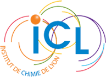 iCL
INSTITUT DE CHIMIE DE LYON